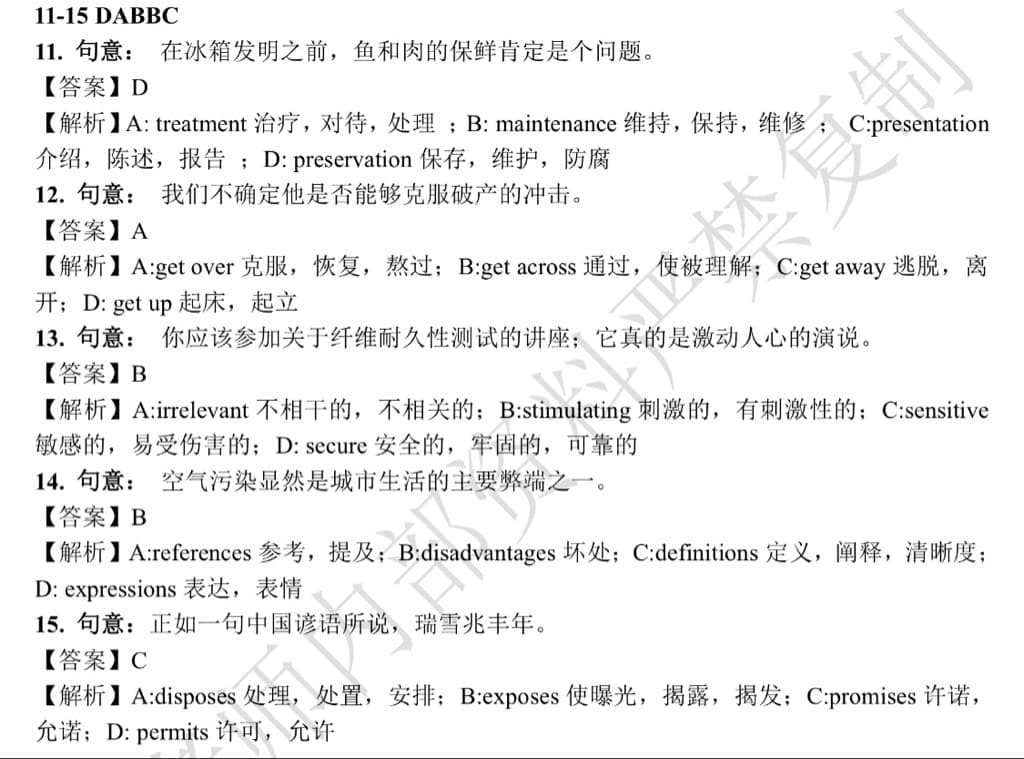 11-15 DABBC
11. 句意： 在冰箱发明之前，鱼和肉的保鲜肯定是个问题。
【答案】D
【解析】A: treatment 治疗，对待，处理 ；B: maintenance 维持，保持，维修 ； C:presentation
介绍，陈述，报告 ；D: preservation 保存，维护，防腐
12. 句意： 我们不确定他是否能够克服破产的冲击。
【答案】A
【解析】A:get over 克服，恢复，熬过；B:get across 通过，使被理解；C:get away 逃脱，离
开；D: get up 起床，起立
13. 句意： 你应该参加关于纤维耐久性测试的讲座；它真的是激动人心的演说。
【答案】B
【解析】A:irrelevant 不相干的，不相关的；B:stimulating 刺激的，有刺激性的；C:sensitive
敏感的，易受伤害的；D: secure 安全的，牢固的，可靠的
14. 句意： 空气污染显然是城市生活的主要弊端之一。
【答案】B
【解析】A:references 参考，提及；B:disadvantages 坏处；C:definitions 定义，阐释，清晰度；
D: expressions 表达，表情
15. 句意：正如一句中国谚语所说，瑞雪兆丰年。
【答案】C
【解析】A:disposes 处理，处置，安排；B:exposes 使曝光，揭露，揭发；C:promises 许诺，
允诺；D: permits 许可，允许
师内部资料严禁复制